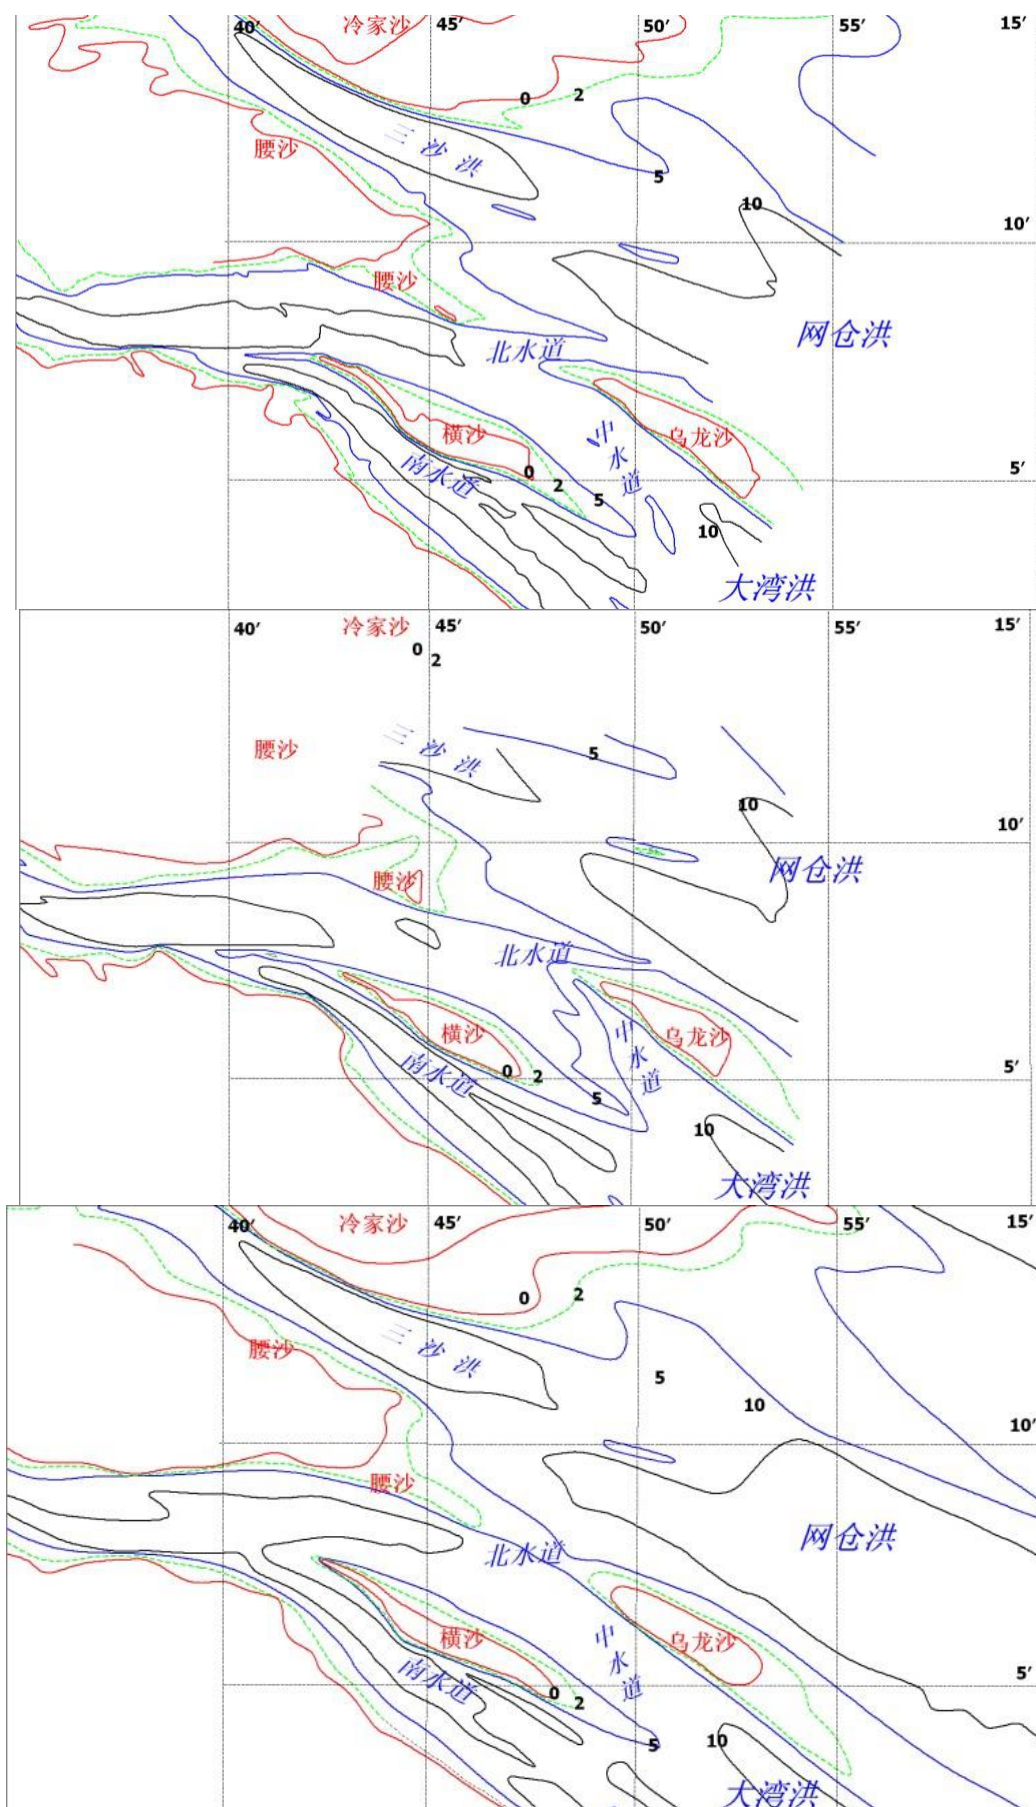 40′ 冷家沙 45′ 50′ 55′ 15′
0 2
腰沙 三沙洪
5
10
10′
腰沙
网仓洪
北水道
横沙 中水道 乌龙沙
南水道 0 2 5
5′
10
大湾洪
40′ 冷家沙 45′ 50′ 55′ 15′
0 2
腰沙 三沙洪 5
10
10′
网仓洪
腰沙
北水道
横沙 中水道 乌龙沙
南水道 0 2
5′
5
10
大湾洪
40′ 冷家沙 45′ 50′ 55′ 15′
0 2
腰沙 三沙洪
5
10
10′
腰沙
网仓洪
北水道
横沙 中水道 乌龙沙
南水道 0 2
5′
5 10
大湾洪